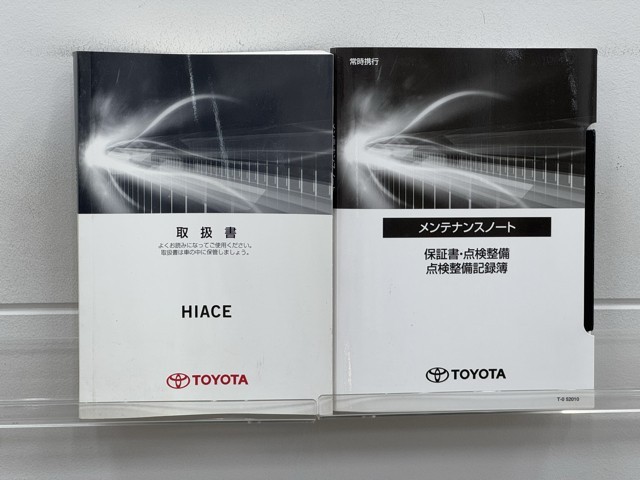 取扱書
よくお読みになってご使用ください。
取扱書は車の中に保管しましょう。
HIACE
TOYOTA
常時携行
メンテナンスノート
保証書・点検整備
点検整備記録簿
TOYOTA